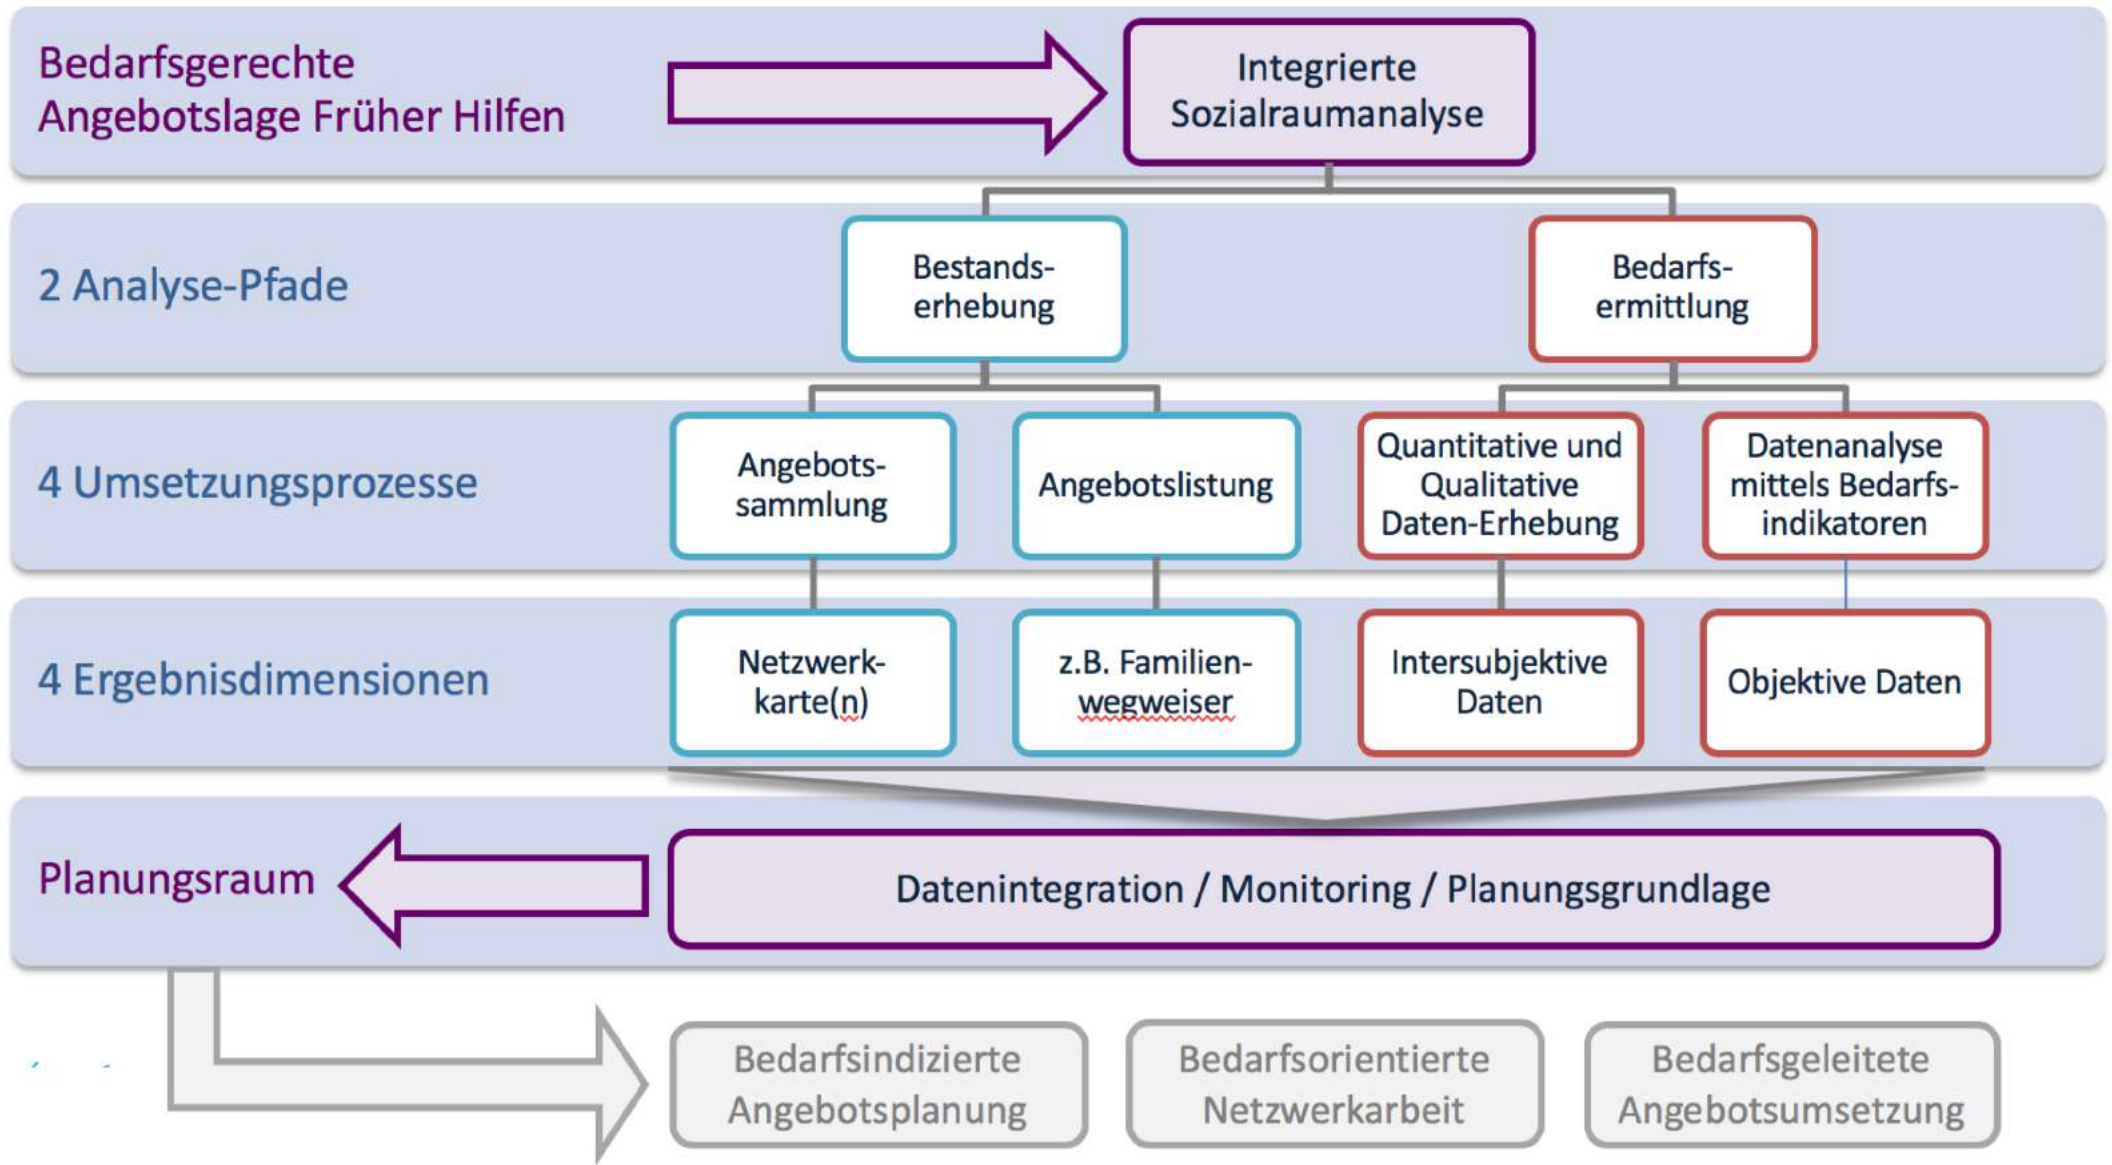 Bedarfsgerechte
Angebotslage Früher Hilfen
Integrierte
Sozialraumanalyse
2 Analyse-Pfade
Bestands-
erhebung
Bedarfs-
ermittlung
4 Umsetzungsprozesse
Angebots-
sammlung
Angebotslistung
Quantitative und
Qualitative
Daten-Erhebung
Datenanalyse
mittels Bedarfs-
indikatoren
4 Ergebnisdimensionen
Netzwerk-
karte(n)
z.B. Familien-
wegweiser
Intersubjektive
Daten
Objektive Daten
Planungsraum
Datenintegration / Monitoring / Planungsgrundlage
Bedarfsindizierte
Angebotsplanung
Bedarfsorientierte
Netzwerkarbeit
Bedarfsgeleitete
Angebotsumsetzung